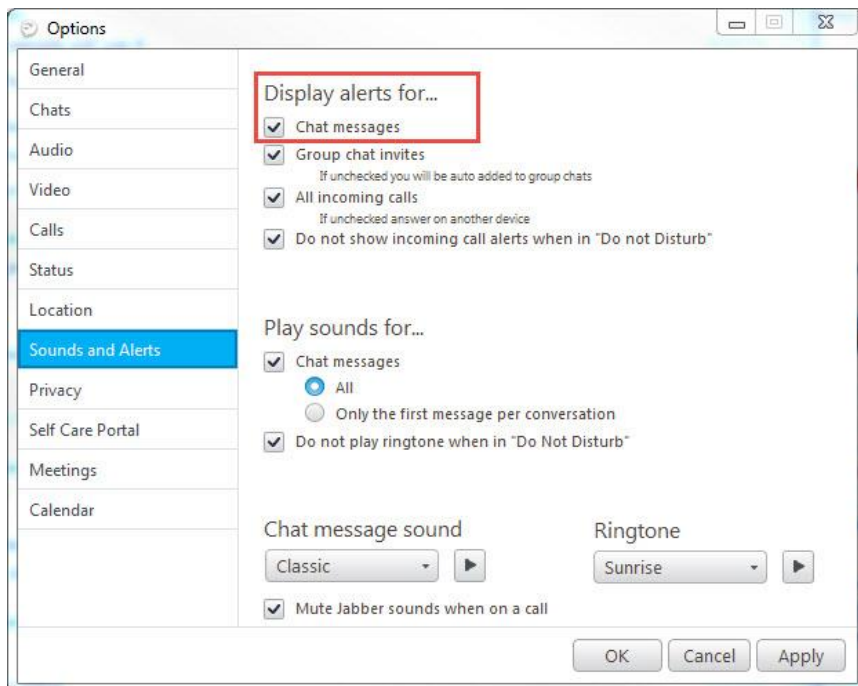 Options
General
Chats
Audio
Video
Calls
Status
Location
Sounds and Alerts
Privacy
Self Care Portal
Meetings
Calendar
Display alerts for...
Chat messages
Group chat invites
If unchecked you will be auto added to group chats
All incoming calls
If unchecked answer on another device
Do not show incoming call alerts when in "Do not Disturb"
Play sounds for...
Chat messages
All
Only the first message per conversation
Do not play ringtone when in "Do Not Disturb"
Chat message sound
Classic
Ringtone
Sunrise
Mute Jabber sounds when on a call
OK
Cancel
Apply